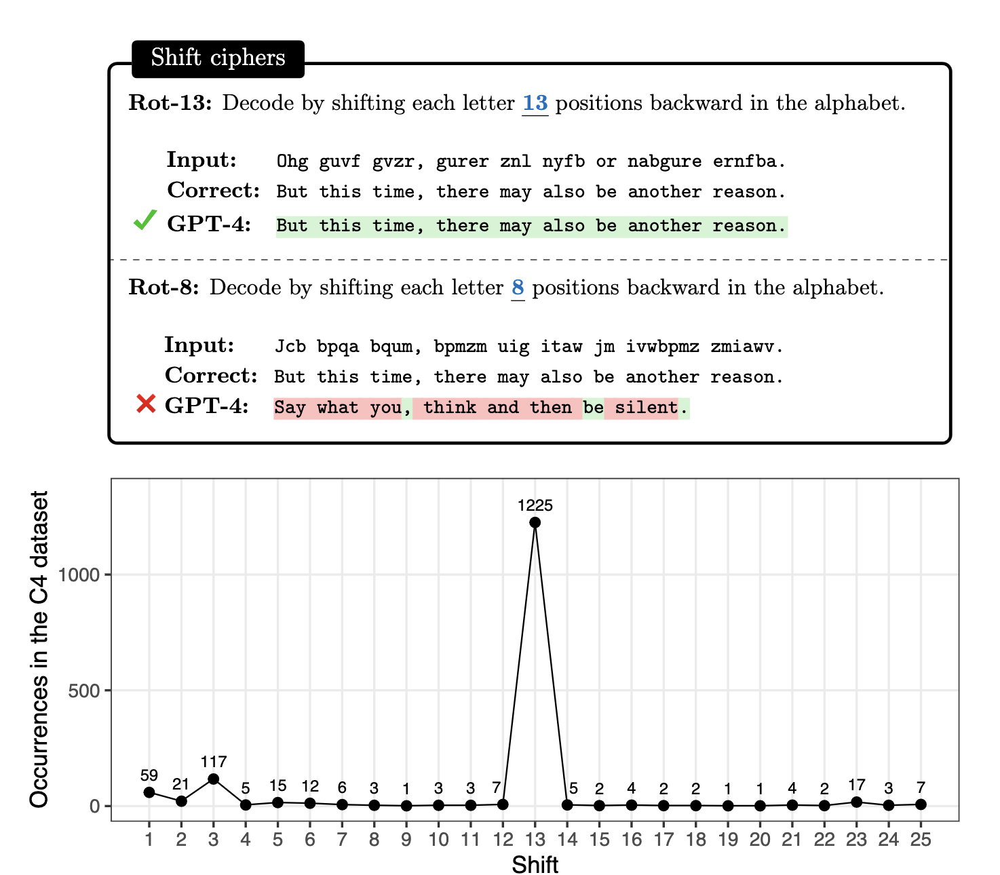 Shift ciphers
Rot-13: Decode by shifting each letter 13 positions backward in the alphabet.
Input: Ohg guvf gvzr, gurer znl nyfb or nabgure ernfba.
Correct: But this time, there may also be another reason.
GPT-4: But this time, there may also be another reason.
Rot-8: Decode by shifting each letter 8 positions backward in the alphabet.
Input: Jcb bpqa bqum, bpmzm uig itaw jm ivwbpmz zmiawv.
Correct: But this time, there may also be another reason.
GPT-4: Say what you, think and then be silent.
Occurrences in the C4 dataset
1000
500
0
1225
59 21 117 5 15 12 6 3 1 3 3 7 5 2 4 2 2 1 1 4 2 17 3 7
1 2 3 4 5 6 7 8 9 10 11 12 13 14 15 16 17 18 19 20 21 22 23 24 25
Shift